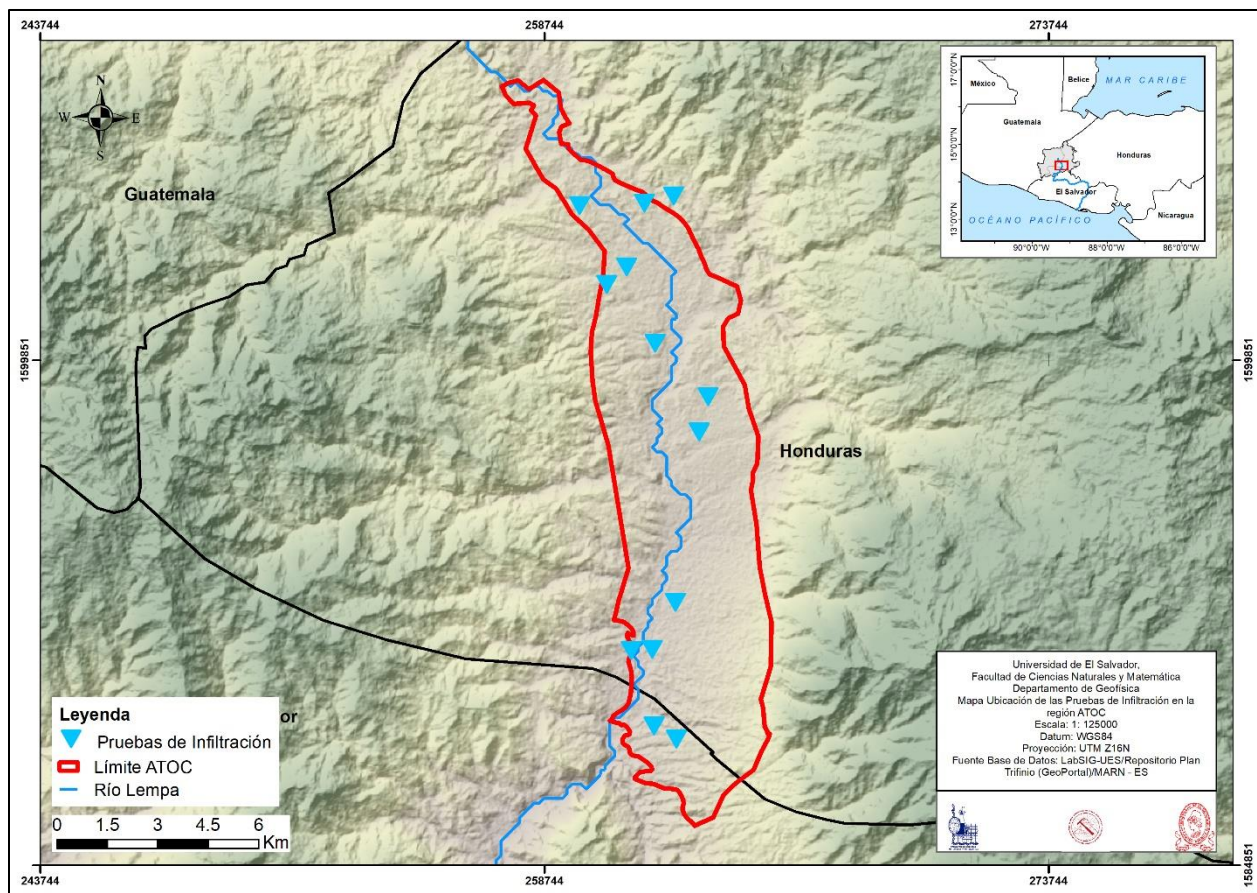 243744
258744
273744
N
W
E
S
Guatemala
17°0'0"N
15°0'0"N
13°0'0"N
México
Belice
MAR CARIBE
Guatemala
Honduras
El Salvador
Nicaragua
OCÉANO PACÍFICO
90°0'0"W
88°0'0"W
86°0'0"W
1599851
1599851
Honduras
or
Leyenda
Pruebas de Infiltración
Límite ATOC
Río Lempa
0 1.5 3 4.5 6
Km
Universidad de El Salvador,
Facultad de Ciencias Naturales y Matemática
Departamento de Geofísica
Mapa Ubicación de las Pruebas de Infiltración en la
región ATOC
Escala: 1: 125000
Datum: WGS84
Proyección: UTM Z16N
Fuente Base de Datos: LabSIG-UES/Repositorio Plan
Trifinio (GeoPortal)/MARN - ES
1584851
243744
258744
273744